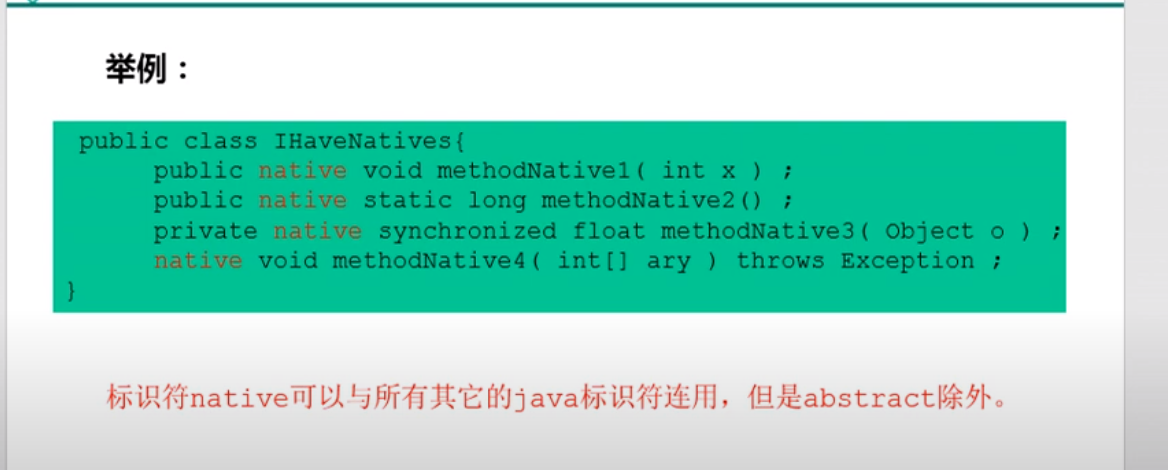 举例：
public class IHaveNatives{
public native void methodNative1( int x ) ;
public native static long methodNative2() ;
private native synchronized float methodNative3( Object o ) ;
native void methodNative4( int[] ary ) throws Exception ;
}
标识符native可以与所有其它的java标识符连用，但是abstract除外。